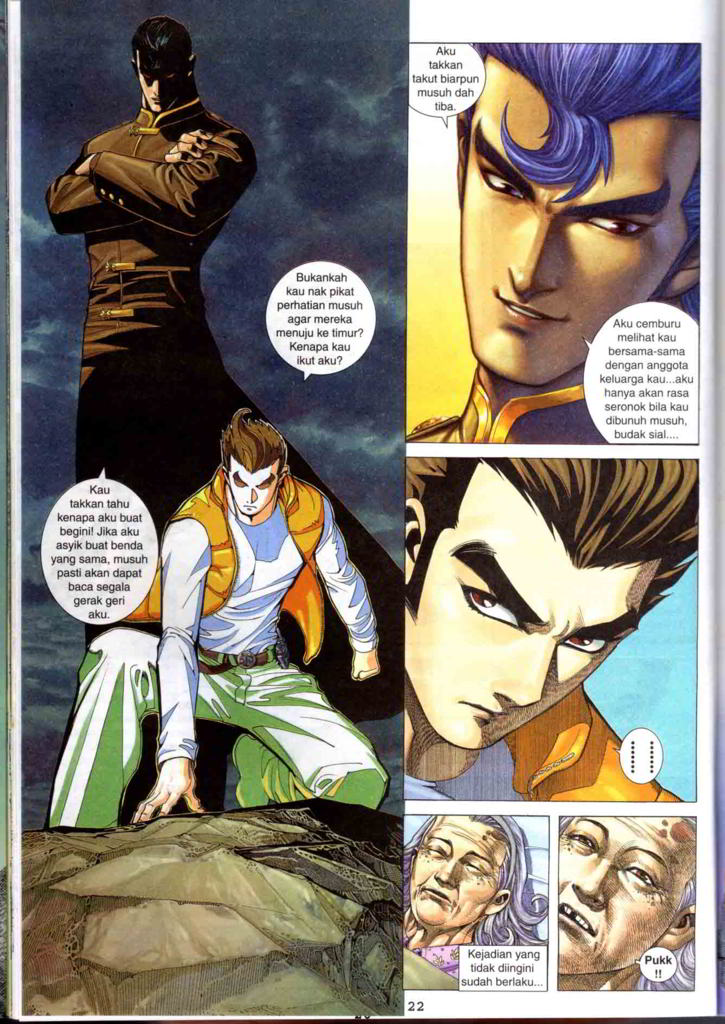 Bukankah
kau nak pikat
perhatian musuh
agar mereka
menuju ke timur?
Kenapa kau
ikut aku?
Kau
takkan tahu
kenapa aku buat
begini! Jika aku
asyik buat benda
yang sama, musuh
pasti akan dapat
baca segala
gerak geri
aku.
Aku
takkan
takut biarpun
musuh dah
tiba.
Aku cemburu
melihat kau
bersama-sama
dengan anggota
keluarga kau...aku
hanya akan rasa
seronok bila kau
dibunuh musuh,
budak sial....
Kejadian yang
tidak diingini
sudah berlaku...
Pukk
!!
22